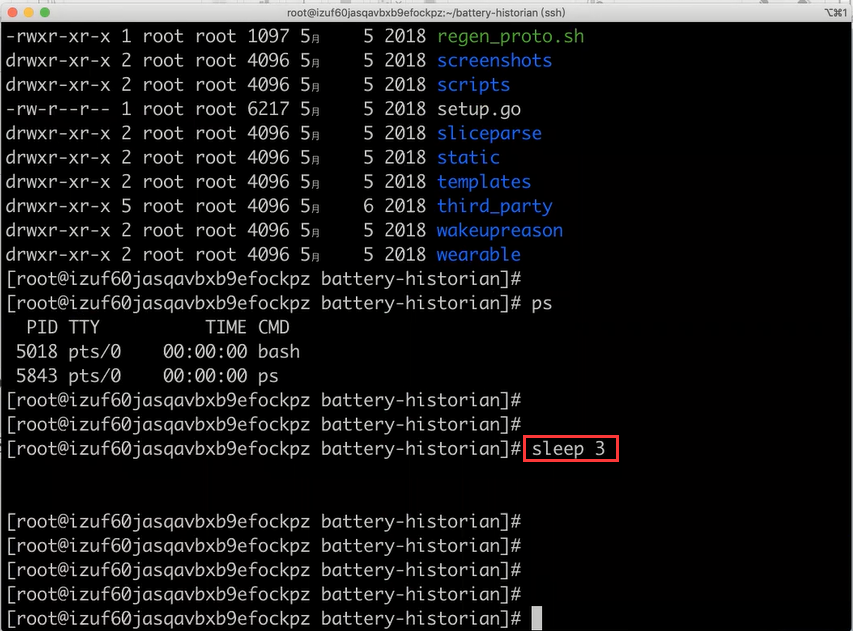 root@izuf60jasqavbxb9efockpz:~/battery-historian (ssh)
⌥⌘1
-rwxr-xr-x 1 root root 1097 5月     5 2018 regen_proto.sh
drwxr-xr-x 2 root root 4096 5月     5 2018 screenshots
drwxr-xr-x 2 root root 4096 5月     5 2018 scripts
-rw-r--r-- 1 root root 6217 5月     5 2018 setup.go
drwxr-xr-x 2 root root 4096 5月     5 2018 sliceparse
drwxr-xr-x 2 root root 4096 5月     5 2018 static
drwxr-xr-x 2 root root 4096 5月     5 2018 templates
drwxr-xr-x 5 root root 4096 5月     6 2018 third_party
drwxr-xr-x 2 root root 4096 5月     5 2018 wakeupreason
drwxr-xr-x 2 root root 4096 5月     5 2018 wearable
[root@izuf60jasqavbxb9efockpz battery-historian]#
[root@izuf60jasqavbxb9efockpz battery-historian]# ps
  PID TTY          TIME CMD
 5018 pts/0    00:00:00 bash
 5843 pts/0    00:00:00 ps
[root@izuf60jasqavbxb9efockpz battery-historian]#
[root@izuf60jasqavbxb9efockpz battery-historian]#
[root@izuf60jasqavbxb9efockpz battery-historian]# sleep 3
[root@izuf60jasqavbxb9efockpz battery-historian]#
[root@izuf60jasqavbxb9efockpz battery-historian]#
[root@izuf60jasqavbxb9efockpz battery-historian]#
[root@izuf60jasqavbxb9efockpz battery-historian]#
[root@izuf60jasqavbxb9efockpz battery-historian]#